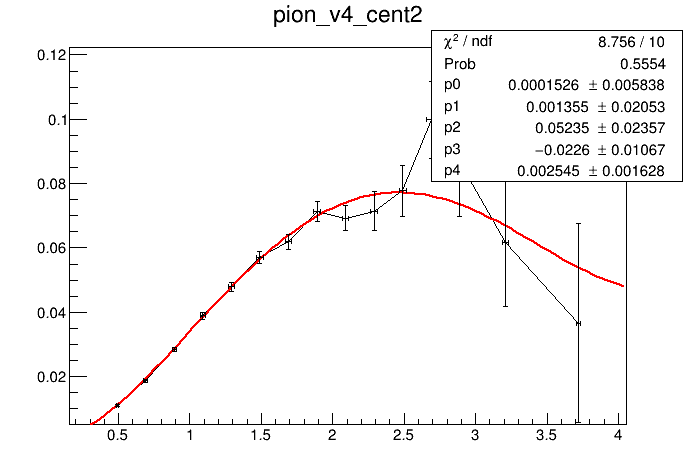 pion_v4_cent2
χ² / ndf 8.756 / 10
Prob 0.5554
p0 0.0001526 ± 0.005838
p1 0.001355 ± 0.02053
p2 0.05235 ± 0.02357
p3 −0.0226 ± 0.01067
p4 0.002545 ± 0.001628
0.12
0.1
0.08
0.06
0.04
0.02
0.5 1 1.5 2 2.5 3 3.5 4